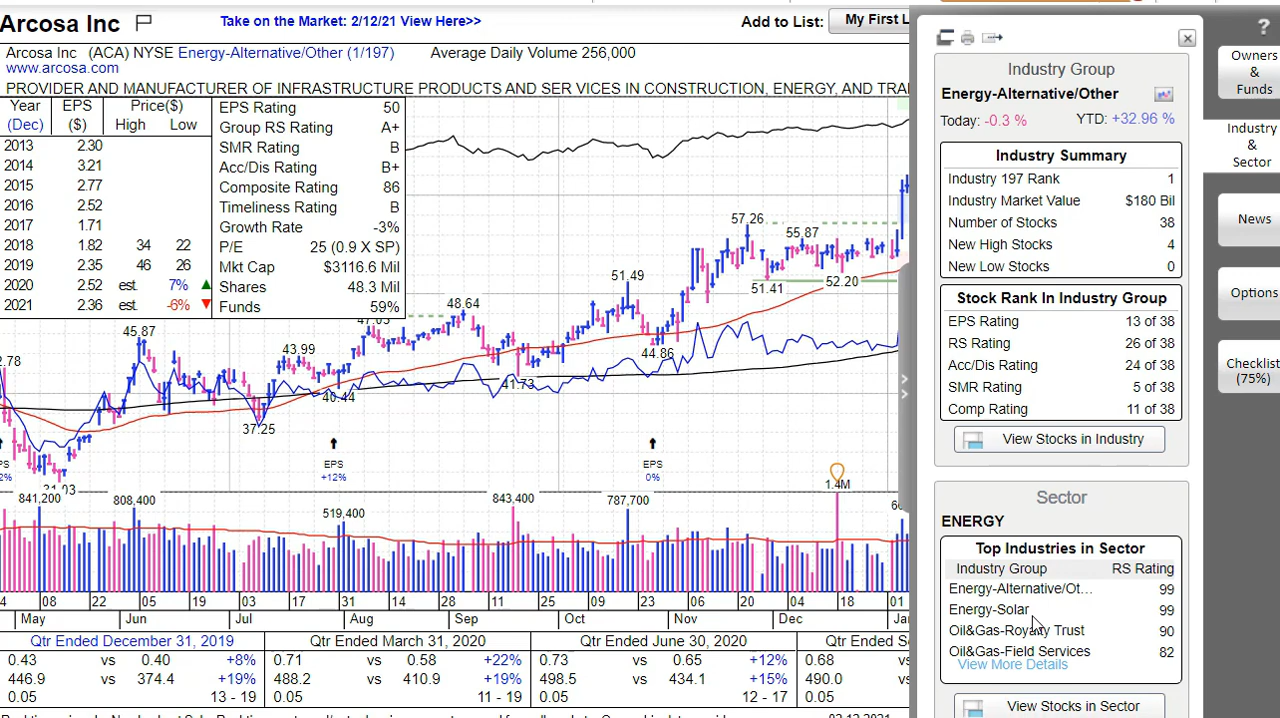 Arcosa Inc
Take on the Market: 2/12/21 View Here>>
Add to List:
My First L
Arcosa Inc (ACA) NYSE Energy-Alternative/Other (1/197)
Average Daily Volume 256,000
www.arcosa.com
PROVIDER AND MANUFACTURER OF INFRASTRUCTURE PRODUCTS AND SER VICES IN CONSTRUCTION, ENERGY, AND TRA
Year EPS Price($)
(Dec) ($) High Low
2013 2.30
2014 3.21
2015 2.77
2016 2.52
2017 1.71
2018 1.82 34 22
2019 2.35 46 26
2020 2.52 est. 7%
2021 2.36 est. -6%
EPS Rating 50
Group RS Rating A+
SMR Rating B
Acc/Dis Rating B+
Composite Rating 86
Timeliness Rating B
Growth Rate -3%
P/E 25 (0.9 X SP)
Mkt Cap $3116.6 Mil
Shares 48.3 Mil
Funds 59%
57.26
55.87
51.41
52.20
51.49
48.64
47.65
44.86
45.87
43.99
41.73
2.78
40.44
37.25
31.03
EPS
+12%
EPS
0%
PS
2%
841,200
808,400
519,400
843,400
787,700
1.4M
4 08 22 05 19 03 17 31 14 28 11 25 09 23 06 20 04 18 01
May Jun Jul Aug Sep Oct Nov Dec Jan
Qtr Ended December 31, 2019
0.43 vs 0.40 +8%
446.9 vs 374.4 +19%
0.05 13 - 19
Qtr Ended March 31, 2020
0.71 vs 0.58 +22%
488.2 vs 410.9 +19%
0.05 11 - 19
Qtr Ended June 30, 2020
0.73 vs 0.65 +12%
498.5 vs 434.1 +15%
0.05 12 - 17
Qtr Ended Se
0.68
490.0
0.05
Industry Group
Energy-Alternative/Other
Today: -0.3 % YTD: +32.96 %
Industry Summary
Industry 197 Rank 1
Industry Market Value $180 Bil
Number of Stocks 38
New High Stocks 4
New Low Stocks 0
Stock Rank In Industry Group
EPS Rating 13 of 38
RS Rating 26 of 38
Acc/Dis Rating 24 of 38
SMR Rating 5 of 38
Comp Rating 11 of 38
View Stocks in Industry
Sector
ENERGY
Top Industries in Sector
Industry Group RS Rating
Energy-Alternative/Ot... 99
Energy-Solar 99
Oil&Gas-Royalty Trust 90
Oil&Gas-Field Services 82
View More Details
View Stocks in Sector
?
Owners
&
Funds
Industry
&
Sector
News
Options
Checklist
(75%)